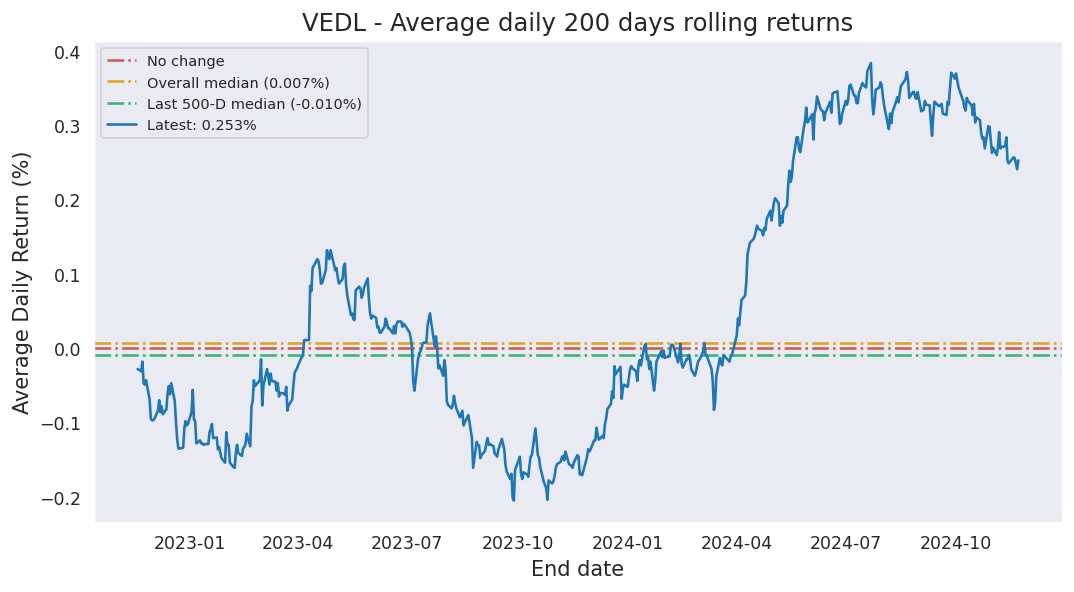 VEDL - Average daily 200 days rolling returns
No change
Overall median (0.007%)
Last 500-D median (-0.010%)
Latest: 0.253%
Average Daily Return (%)
0.4
0.3
0.2
0.1
0.0
−0.1
−0.2
2023-01 2023-04 2023-07 2023-10 2024-01 2024-04 2024-07 2024-10
End date